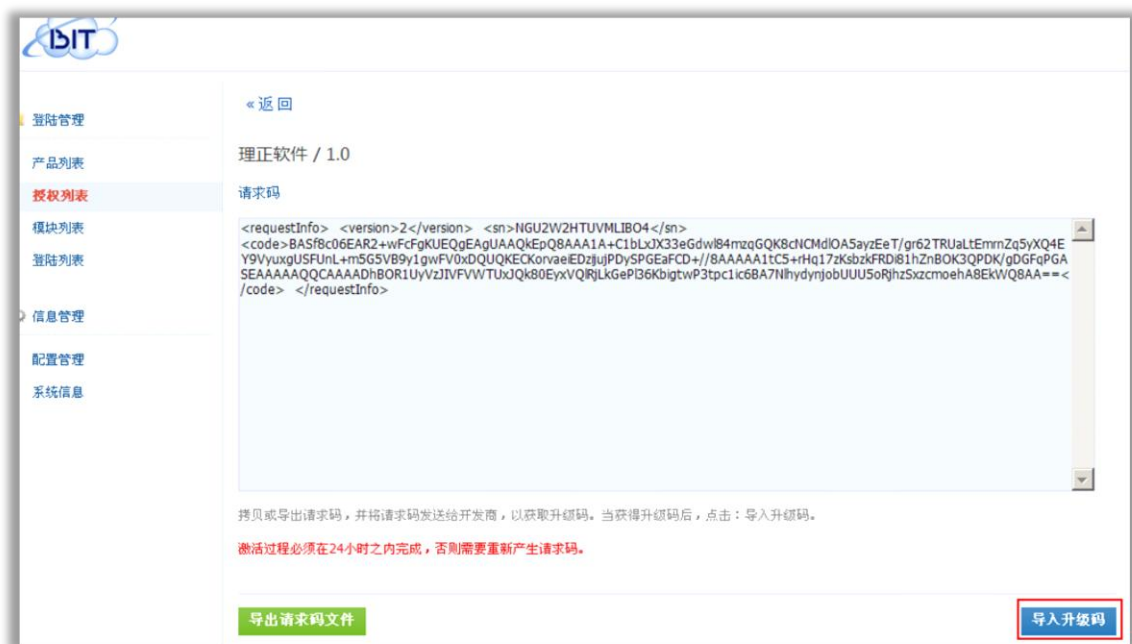 BIT
登陆管理
产品列表
授权列表
模块列表
登陆列表
信息管理
配置管理
系统信息
«返回
理正软件 / 1.0
请求码
<requestInfo> <version>2</version> <sn>NGU2W2HTUVMLIBO4</sn>
<code>BASf8c06EAR2+wFcFgKUEQgEAgUAAQkEpQ8AAA1A+C1bLxJX33eGdwl84mzqGQK8cNCMdlOA5ayzEeT/gr62TRUaLtEmrnZq5yXQ4E
Y9VyuxgUSFUnL+m5G5VB9y1gwFV0xDQUQKECKorvaeiEDzjjujPDySPGEaFCD+//8AAAAA1tC5+rHq17zKsbzkFRDi81hZnBOK3QPDK/gDGFqPGA
SEAAAAAQQCAAAADhBOR1UyVzJIVFVWTUxJQk80EyxVQlRjLkGePl36KbigtwP3tpc1ic6BA7NlhydynjobUUU5oRjhzSxzcmoehA8EkWQ8AA==<
/code> </requestInfo>
拷贝或导出请求码，并将请求码发送给开发商，以获取升级码。当获得升级码后，点击：导入升级码。
激活过程必须在24小时之内完成，否则需要重新产生请求码。
导出请求码文件
导入升级码